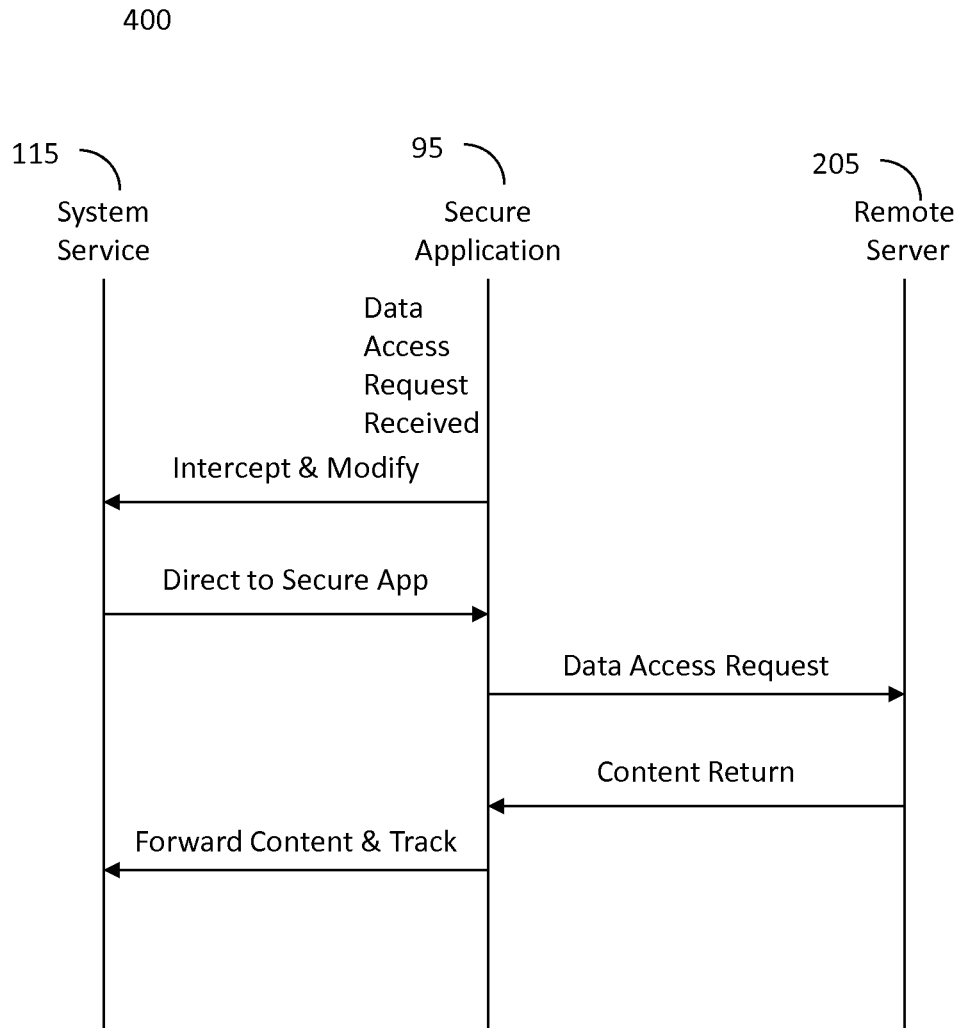 400
115
95
205
System
Service
Secure
Application
Remote
Server
Data
Access
Request
Received
Intercept & Modify
Direct to Secure App
Data Access Request
Content Return
Forward Content & Track